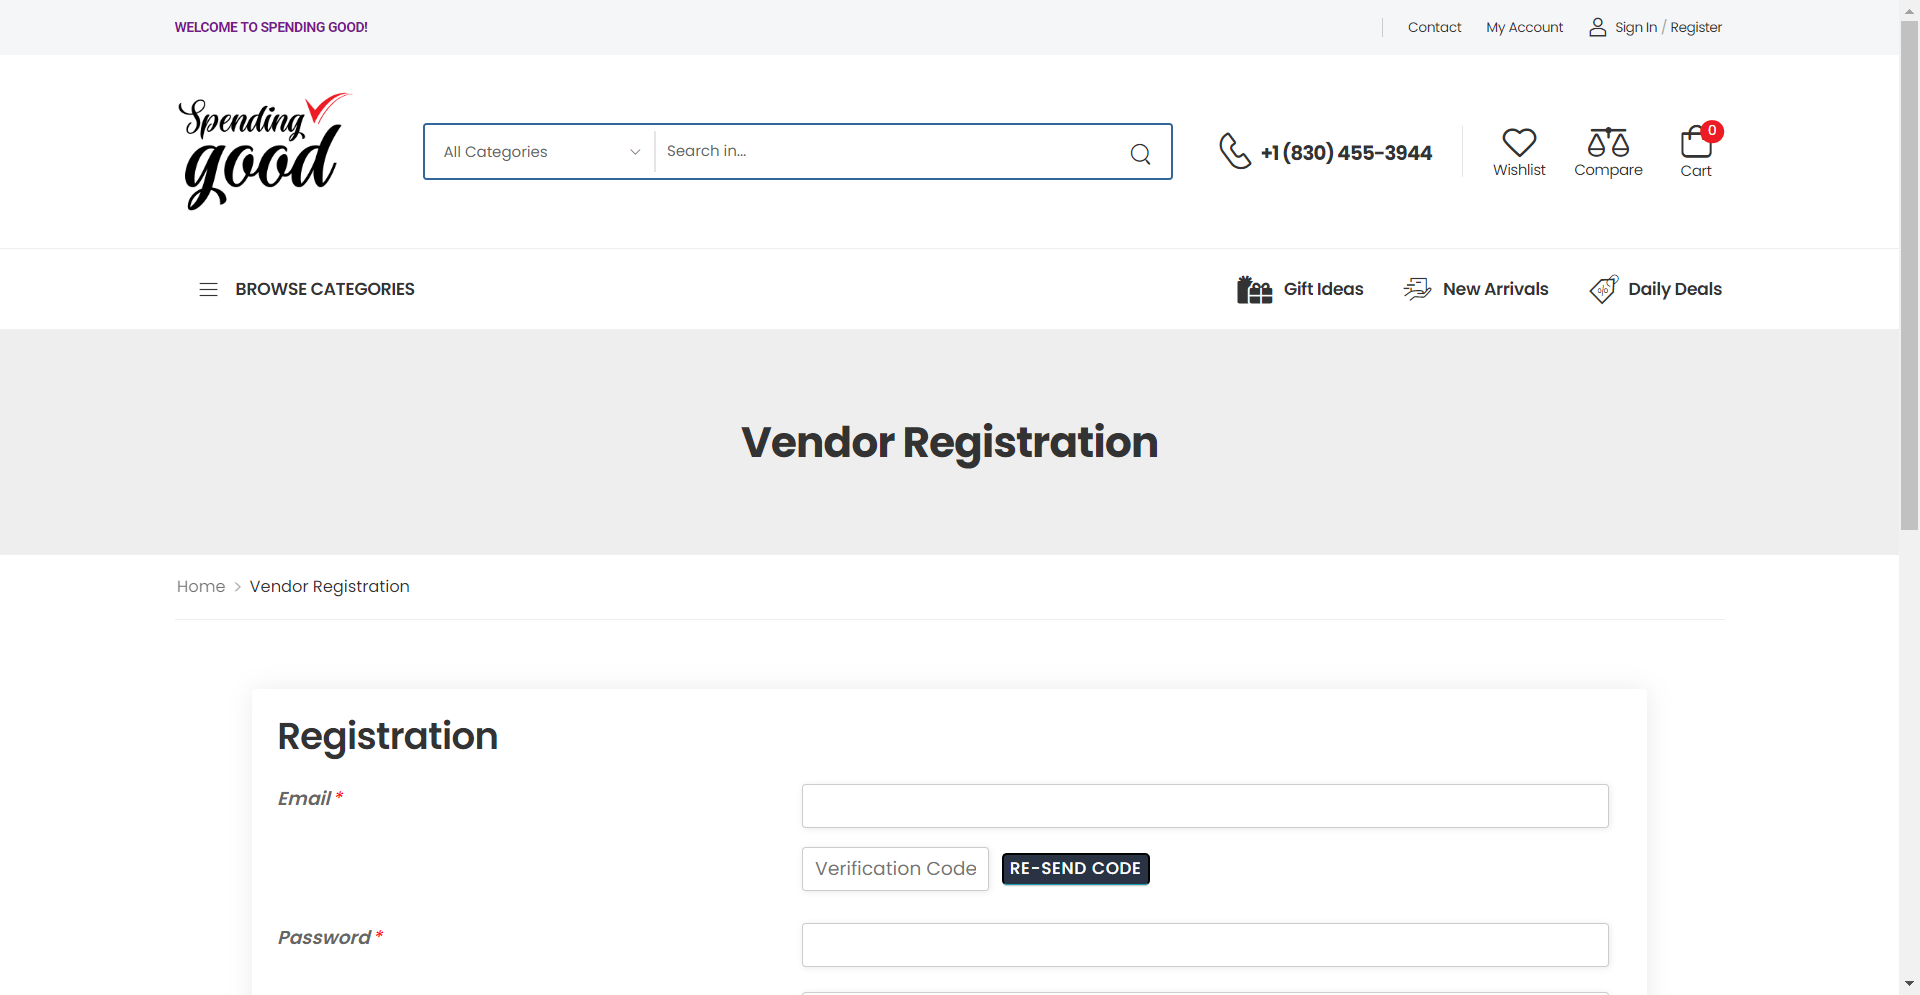 WELCOME TO SPENDING GOOD!
Contact
My Account
Sign In / Register
Spending
good
All Categories
Search in...
+1 (830) 455-3944
Wishlist
Compare
0
Cart
BROWSE CATEGORIES
Gift Ideas
New Arrivals
Daily Deals
Vendor Registration
Home > Vendor Registration
Registration
Email *
Verification Code
RE-SEND CODE
Password *